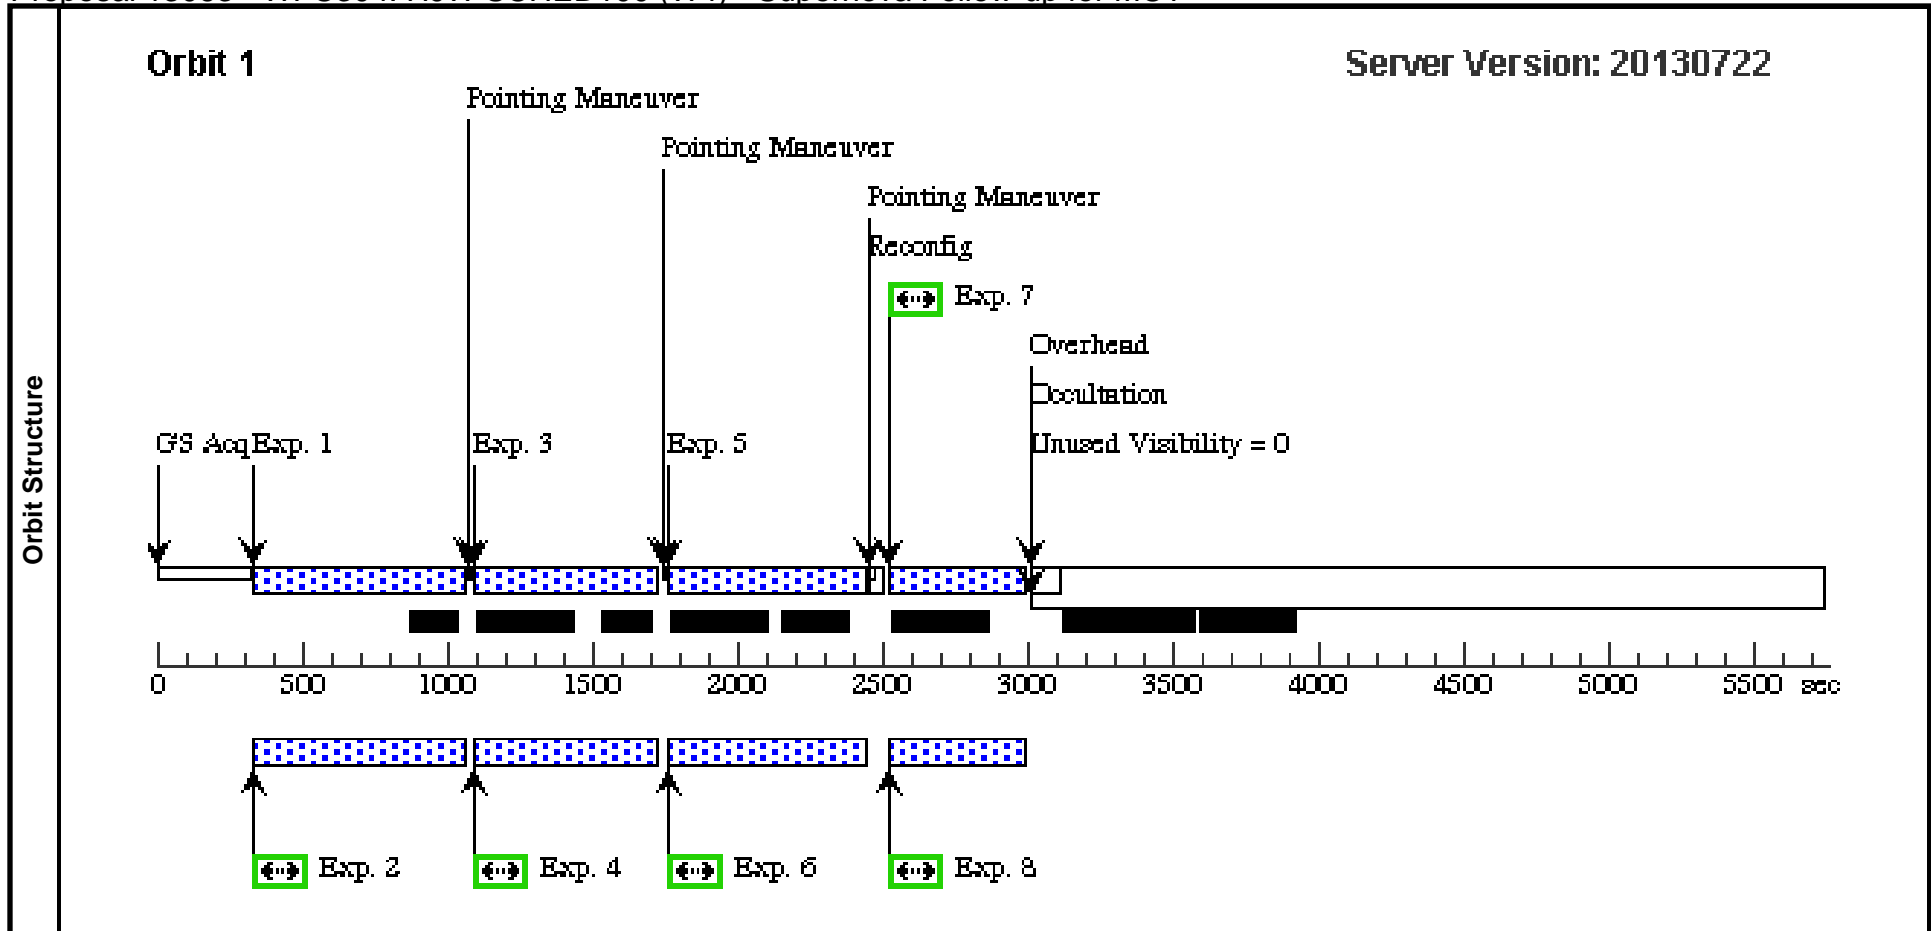 Orbit 1
Server Version: 20130722
Pointing Maneuver
Pointing Maneuver
Pointing Maneuver
Reconfig
Exp. 7
Overhead
Occultation
Unused Visibility = 0
GS Acq
Exp. 1
Exp. 3
Exp. 5
Orbit Structure
0 500 1000 1500 2000 2500 3000 3500 4000 4500 5000 5500 sec
Exp. 2
Exp. 4
Exp. 6
Exp. 8